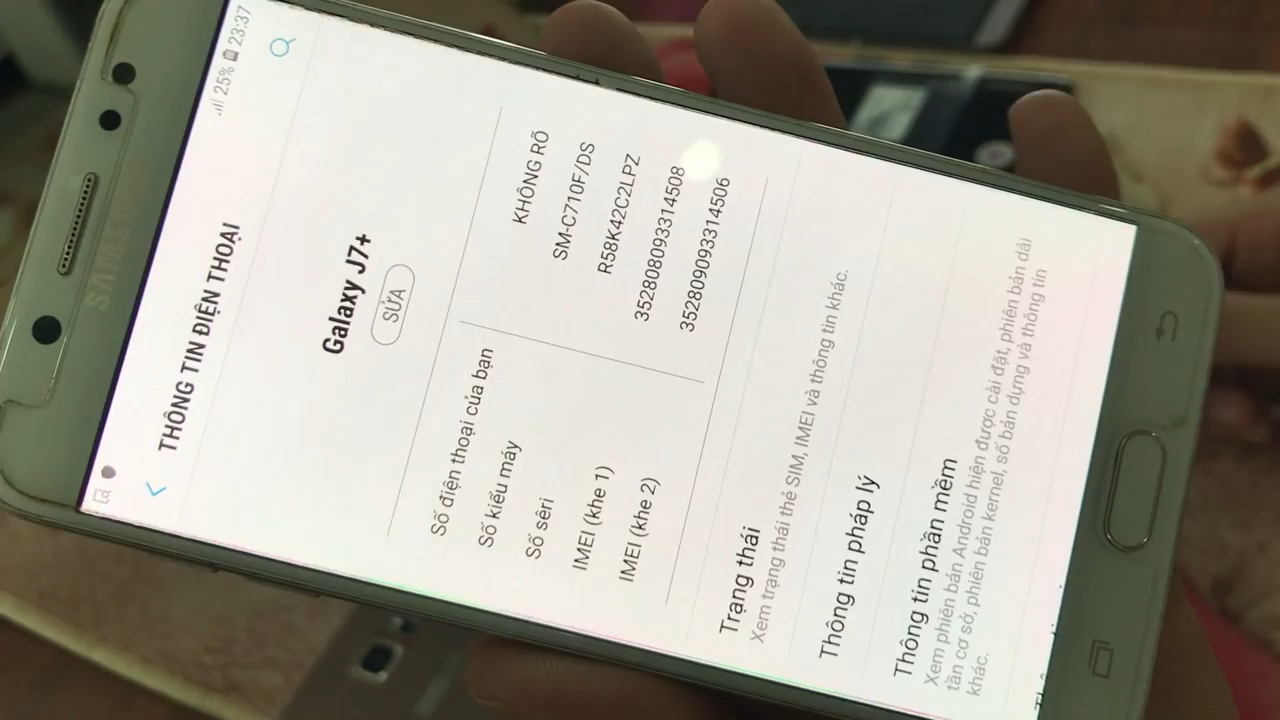 25% 23:37
THÔNG TIN ĐIỆN THOẠI
SAMSUNG
Galaxy J7+
SỬA
Số điện thoại của bạn KHÔNG RÕ
Số kiểu máy SM-C710F/DS
Số sêri R58K42C2LPZ
IMEI (khe 1) 352808093314508
IMEI (khe 2) 352809093314506
Trạng thái
Xem trạng thái thẻ SIM, IMEI và thông tin khác.
Thông tin pháp lý
Thông tin phần mềm
Xem phiên bản Android hiện được cài đặt, phiên bản dải
tần cơ sở, phiên bản kernel, số bản dựng và thông tin
khác.